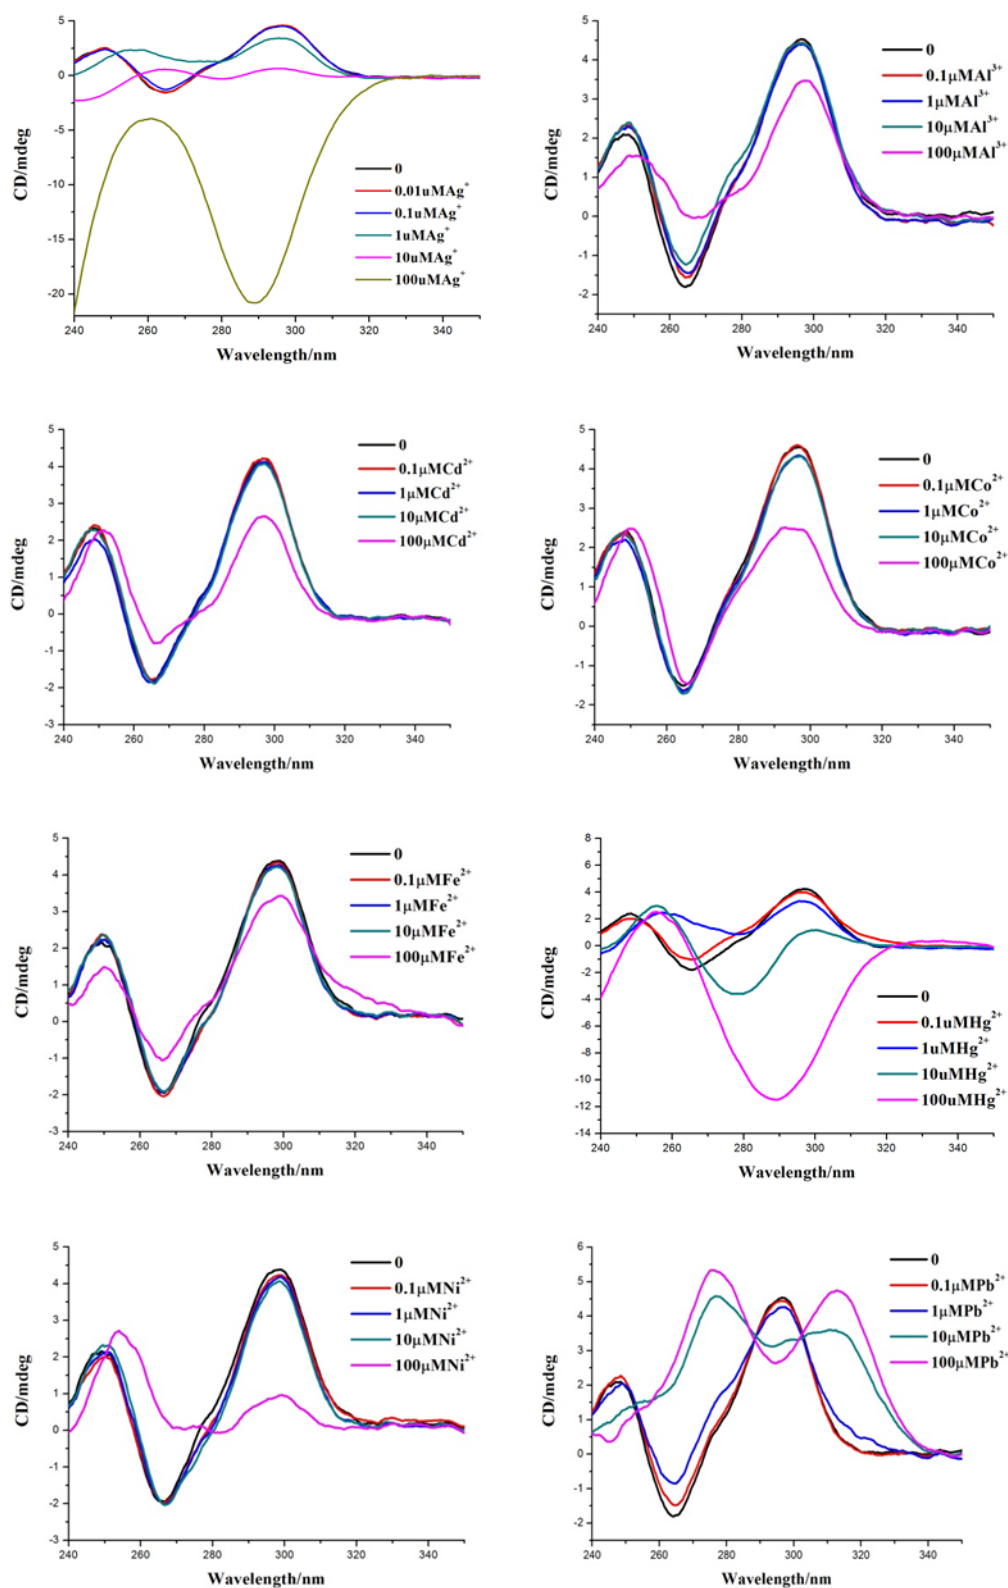 5
0
-5
-10
-15
-20
CD/mdeg
0
0.01uMAg+
0.1uMAg+
1uMAg+
10uMAg+
100uMAg+
240 260 280 300 320 340
Wavelength/nm
5
4
3
2
1
0
-1
-2
CD/mdeg
0
0.1μMAl3+
1μMAl3+
10μMAl3+
100μMAl3+
240 260 280 300 320 340
Wavelength/nm
5
4
3
2
1
0
-1
-2
-3
CD/mdeg
0
0.1μMCd2+
1μMCd2+
10μMCd2+
100μMCd2+
240 260 280 300 320 340
Wavelength/nm
5
4
3
2
1
0
-1
-2
CD/mdeg
0
0.1μMCo2+
1μMCo2+
10μMCo2+
100μMCo2+
240 260 280 300 320 340
Wavelength/nm
5
4
3
2
1
0
-1
-2
-3
CD/mdeg
0
0.1μMFe2+
1μMFe2+
10μMFe2+
100μMFe2+
240 260 280 300 320 340
Wavelength/nm
8
6
4
2
0
-2
-4
-6
-8
-10
-12
-14
CD/mdeg
0
0.1uMHg2+
1uMHg2+
10uMHg2+
100uMHg2+
240 260 280 300 320 340
Wavelength/nm
5
4
3
2
1
0
-1
-2
-3
CD/mdeg
0
0.1μMNi2+
1μMNi2+
10μMNi2+
100μMNi2+
240 260 280 300 320 340
Wavelength/nm
6
5
4
3
2
1
0
-1
-2
-3
CD/mdeg
0
0.1μMPb2+
1μMPb2+
10μMPb2+
100μMPb2+
240 260 280 300 320 340
Wavelength/nm